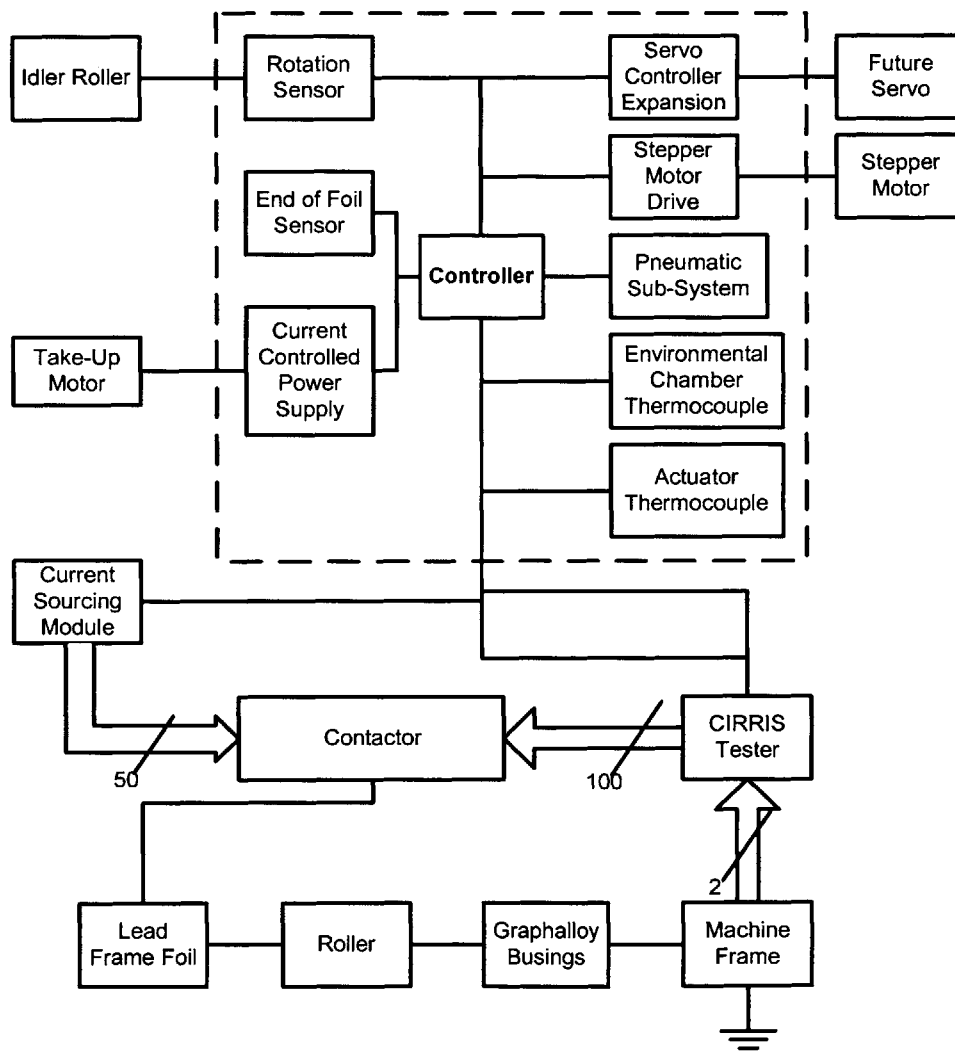 Idler Roller
Rotation
Sensor
Servo
Controller
Expansion
Future
Servo
End of Foil
Sensor
Stepper
Motor
Drive
Stepper
Motor
Controller
Pneumatic
Sub-System
Take-Up
Motor
Current
Controlled
Power
Supply
Environmental
Chamber
Thermocouple
Actuator
Thermocouple
Current
Sourcing
Module
Contactor
CIRRIS
Tester
50
100
2
Lead
Frame Foil
Roller
Graphalloy
Busings
Machine
Frame